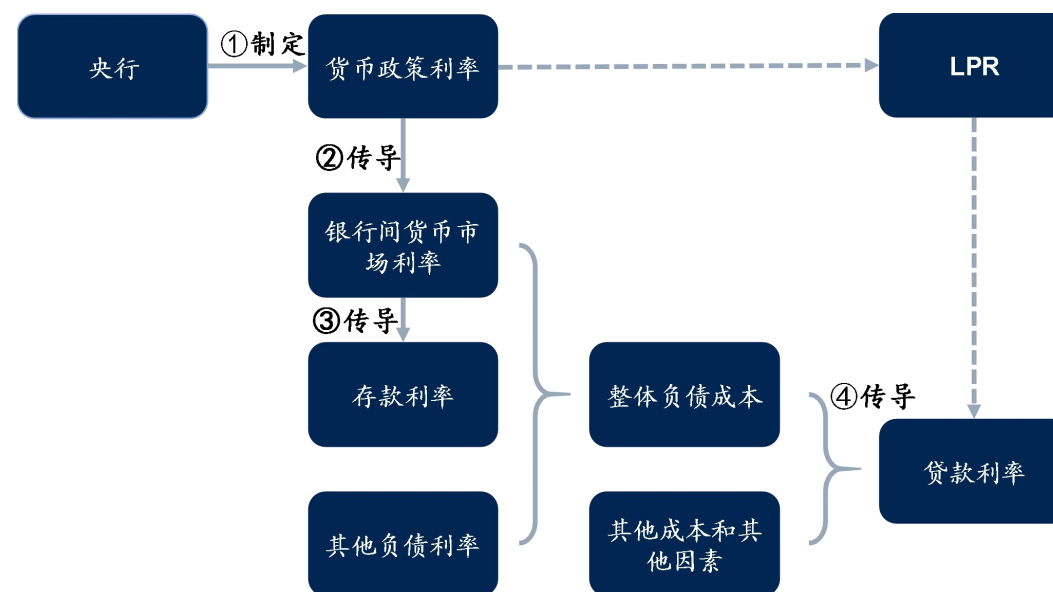 央行
①制定
货币政策利率
LPR
②传导
银行间货币市
场利率
③传导
存款利率
整体负债成本
④传导
贷款利率
其他负债利率
其他成本和其
他因素